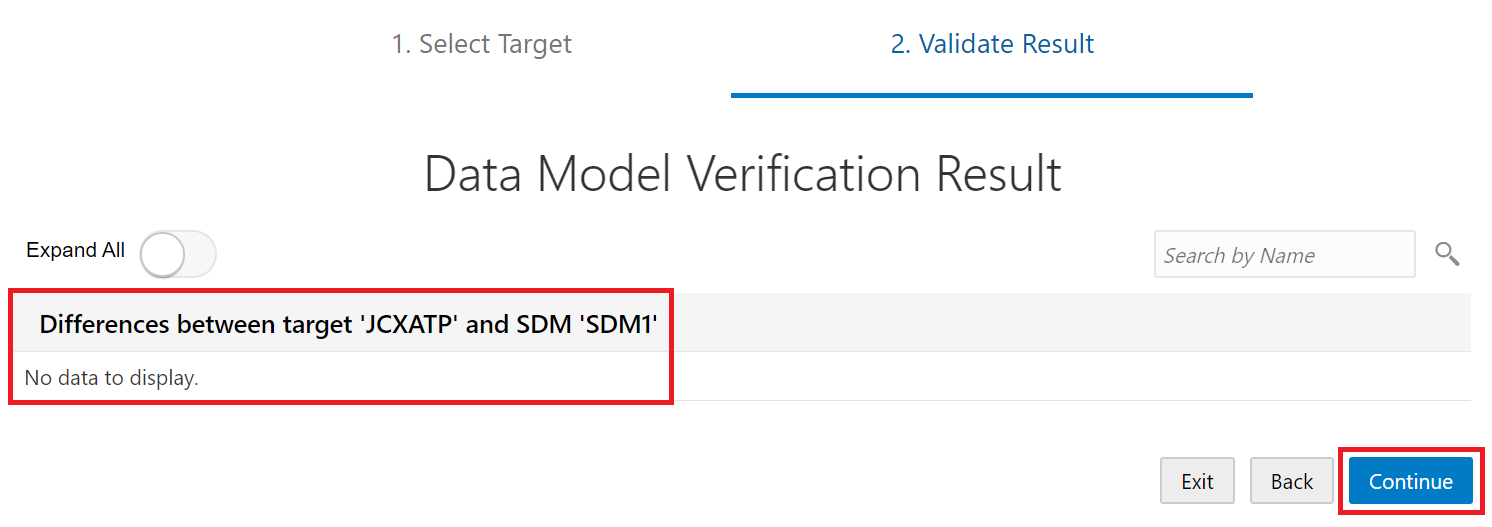 1. Select Target
2. Validate Result
Data Model Verification Result
Expand All
Search by Name
Differences between target 'JCXATP' and SDM 'SDM1'
No data to display.
Exit
Back
Continue